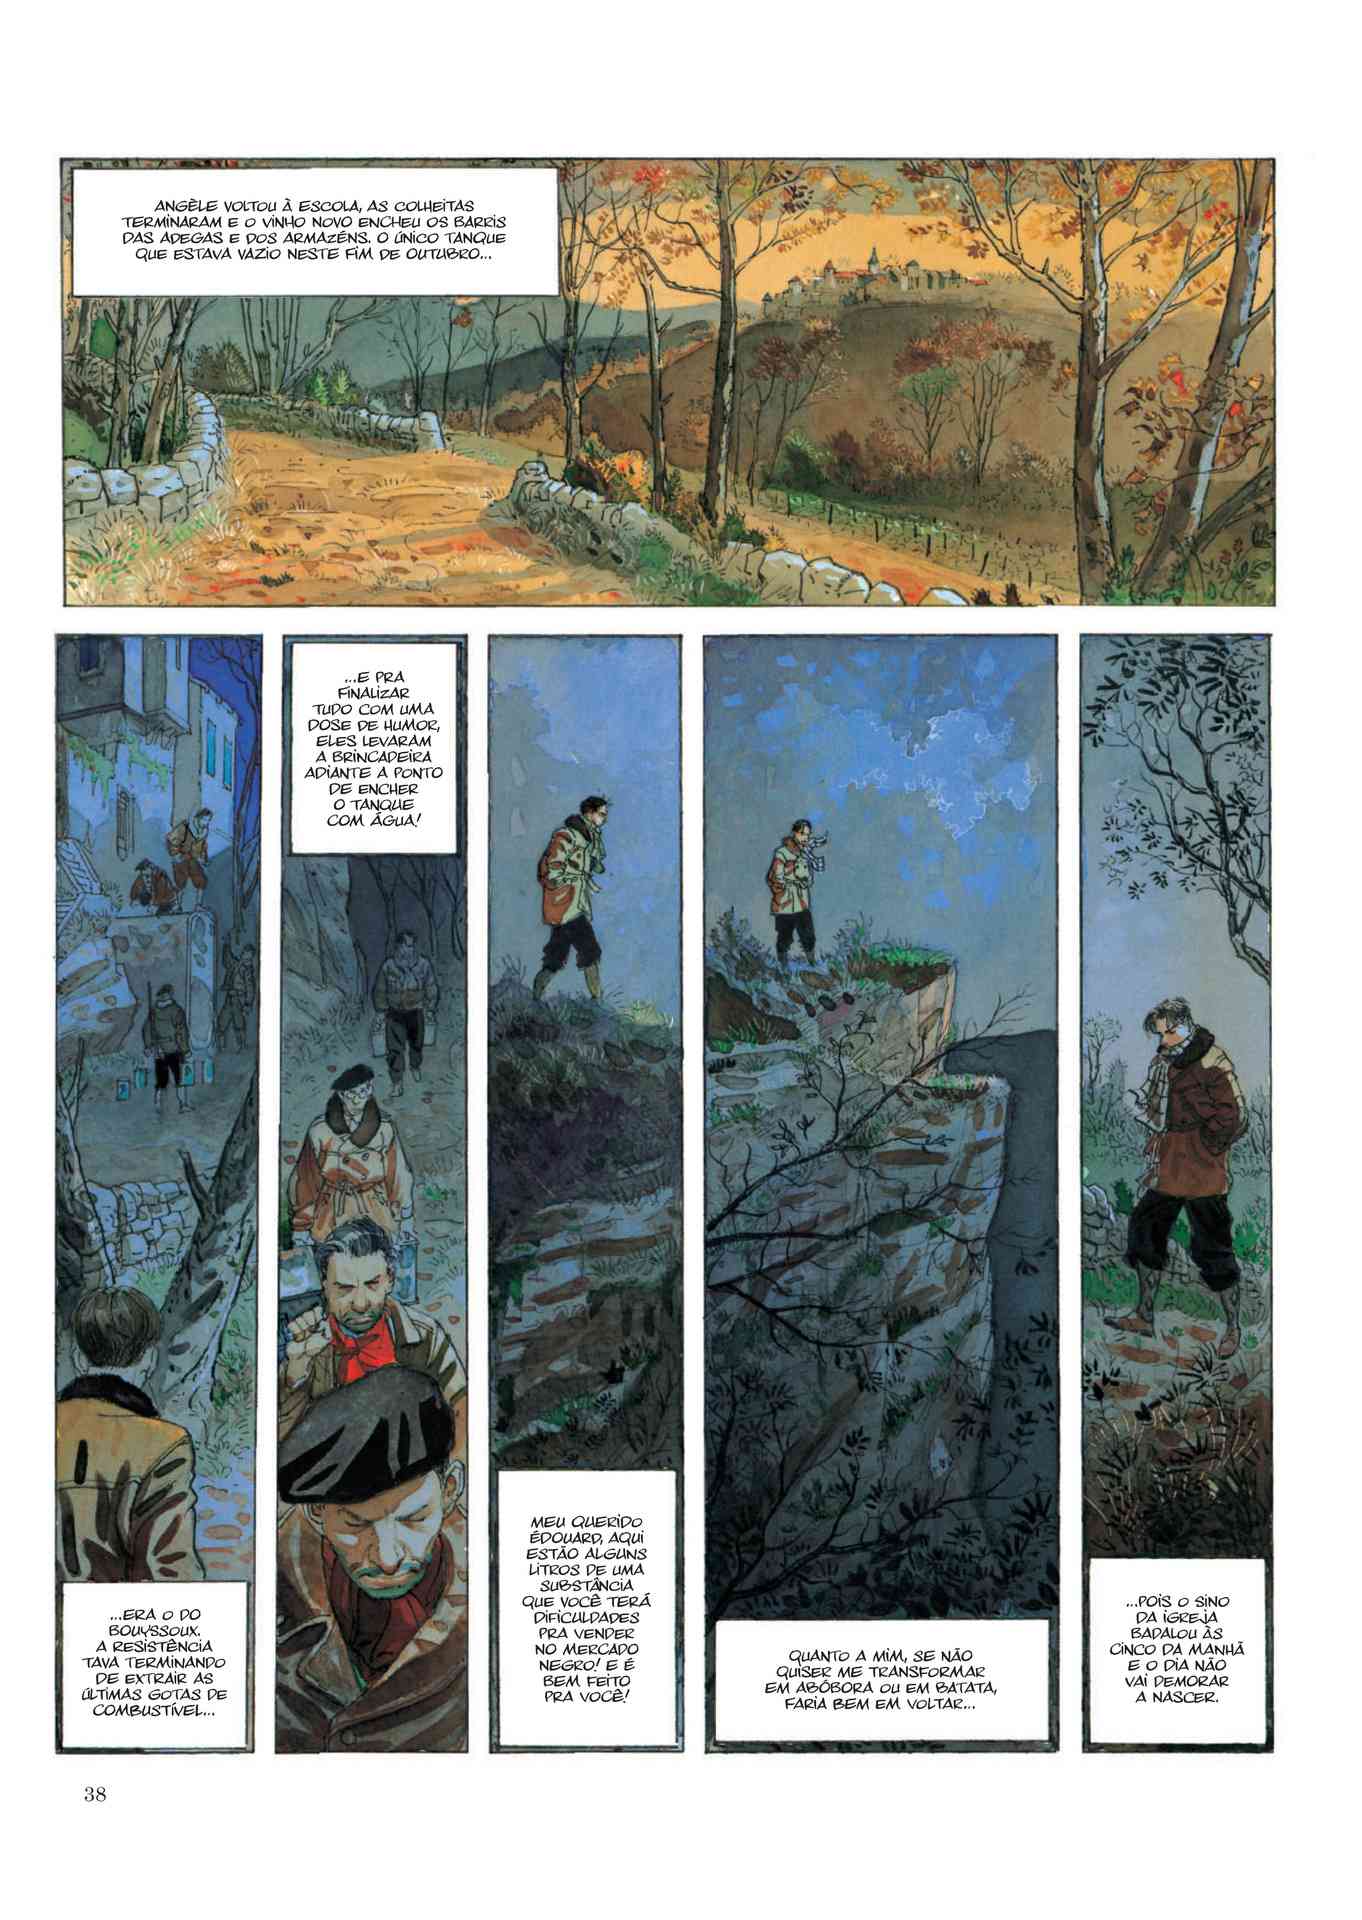 ANGÈLE VOLTOU À ESCOLA, AS COLHEITAS
TERMINARAM E O VINHO NOVO ENCHEU OS BARRIS
DAS ADEGAS E DOS ARMAZÉNS. O ÚNICO TANQUE
QUE ESTAVA VAZIO NESTE FIM DE OUTUBRO...
...ERA O DO
BOUYSSOUX.
A RESISTÊNCIA
TAVA TERMINANDO
DE EXTRAIR AS
ÚLTIMAS GOTAS DE
COMBUSTÍVEL...
...E PRA
FINALIZAR
TUDO COM UMA
DOSE DE HUMOR,
ELES LEVARAM
A BRINCADEIRA
ADIANTE A PONTO
DE ENCHER
O TANQUE
COM ÁGUA!
MEU QUERIDO
ÉDOUARD, AQUI
ESTÃO ALGUNS
LITROS DE UMA
SUBSTÂNCIA
QUE VOCÊ TERÁ
DIFICULDADES
PRA VENDER
NO MERCADO
NEGRO! E É
BEM FEITO
PRA VOCÊ!
QUANTO A MIM, SE NÃO
QUISER ME TRANSFORMAR
EM ABÓBORA OU EM BATATA,
FARIA BEM EM VOLTAR...
...POIS O SINO
DA IGREJA
BADALOU ÀS
CINCO DA MANHÃ
E O DIA NÃO
VAI DEMORAR
A NASCER.
38